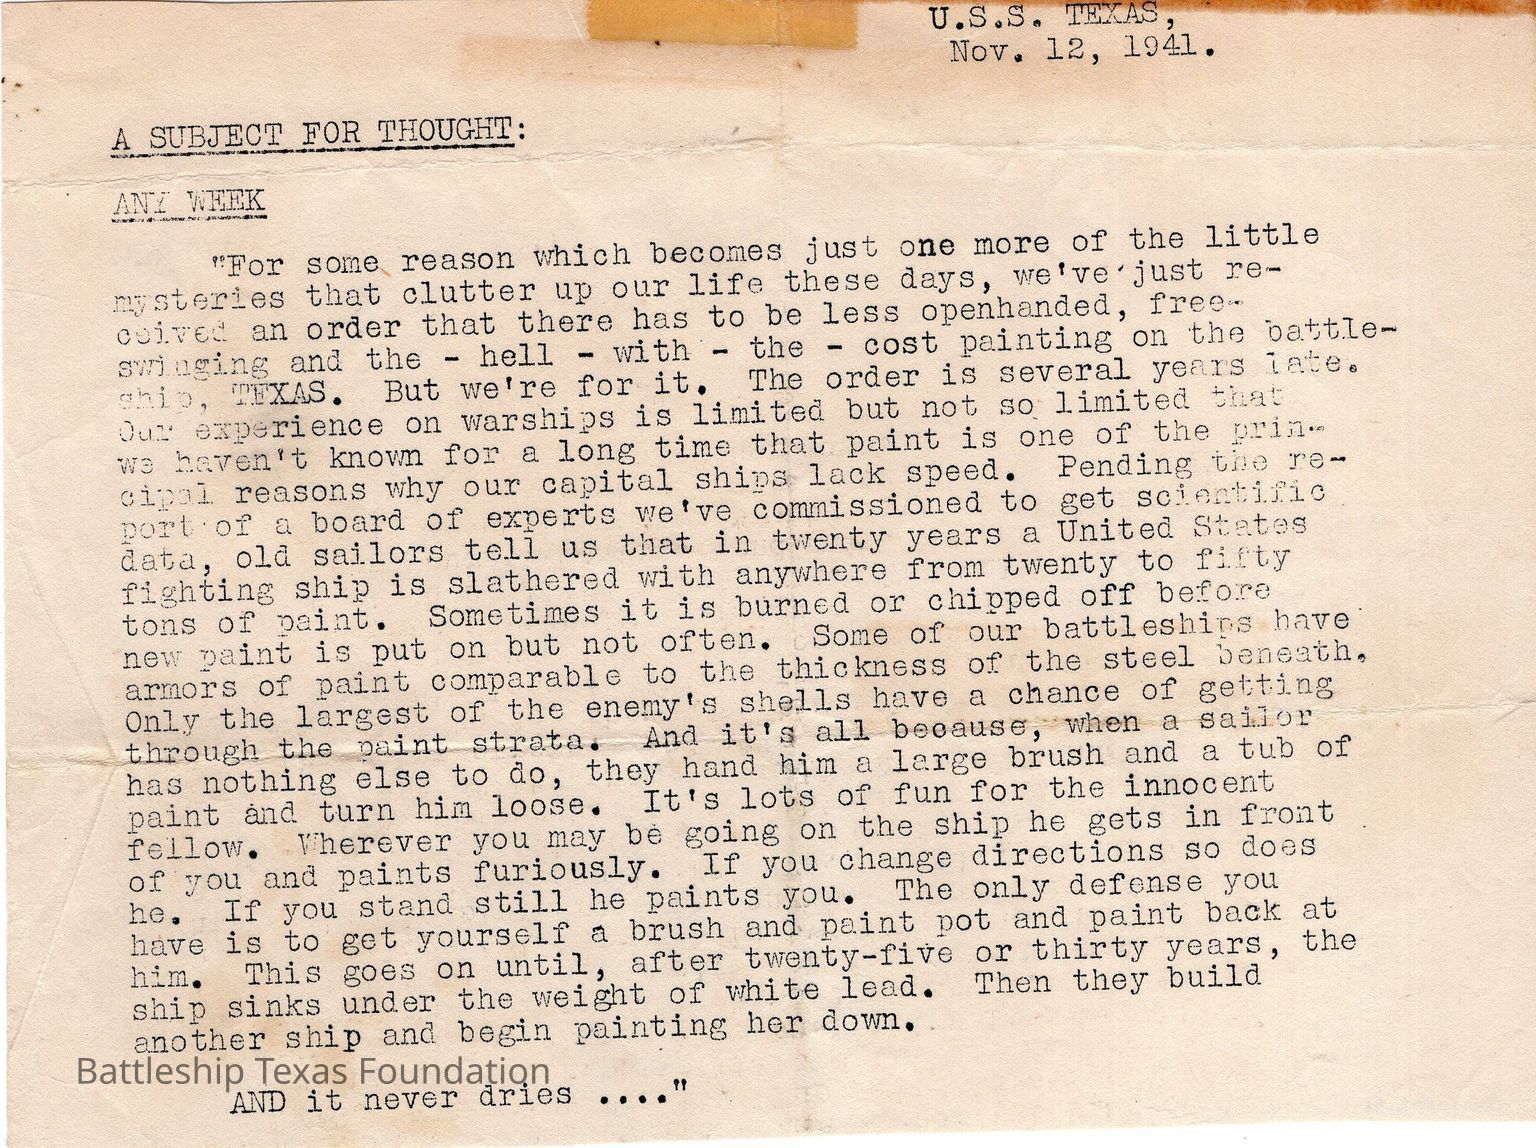 U.S.S. TEXAS,
Nov. 12, 1941.
A SUBJECT FOR THOUGHT:
ANY WEEK
"For some reason which becomes just one more of the little
mysteries that clutter up our life these days, we've just re-
ceived an order that there has to be less openhanded, free-
swinging and the - hell - with - the - cost painting on the battle-
ship, TEXAS. But we're for it. The order is several years late.
Our experience on warships is limited but not so limited that
we haven't known for a long time that paint is one of the prin-
cipal reasons why our capital ships lack speed. Pending the re-
port of a board of experts we've commissioned to get scientific
data, old sailors tell us that in twenty years a United States
fighting ship is slathered with anywhere from twenty to fifty
tons of paint. Sometimes it is burned or chipped off before
new paint is put on but not often. Some of our battleships have
armors of paint comparable to the thickness of the steel beneath.
Only the largest of the enemy's shells have a chance of getting
through the paint strata. And it's all because, when a sailor
has nothing else to do, they hand him a large brush and a tub of
paint and turn him loose. It's lots of fun for the innocent
fellow. Wherever you may be going on the ship he gets in front
of you and paints furiously. If you change directions so does
he. If you stand still he paints you. The only defense you
have is to get yourself a brush and paint pot and paint back at
him. This goes on until, after twenty-five or thirty years, the
ship sinks under the weight of white lead. Then they build
another ship and begin painting her down.
Battleship Texas Foundation
AND it never dries ...."